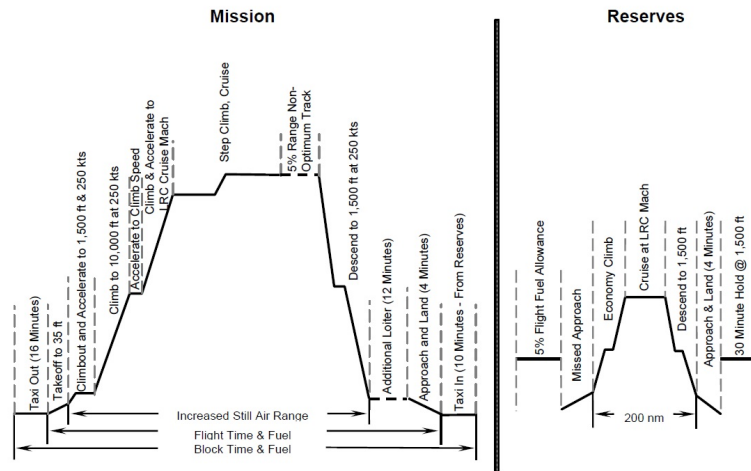 Mission
Reserves
Taxi Out (16 Minutes)
Takeoff to 35 ft
Climbout and Accelerate to 1,500 ft & 250 kts
Climb to 10,000 ft at 250 kts
Accelerate to Climb Speed
Climb & Accelerate to
LRC Cruise Mach
Step Climb, Cruise
5% Range Non-
Optimum Track
Descend to 1,500 ft at 250 kts
Additional Loiter (12 Minutes)
Approach and Land (4 Minutes)
Taxi In (10 Minutes - From Reserves)
Increased Still Air Range
Flight Time & Fuel
Block Time & Fuel
5% Flight Fuel Allowance
Missed Approach
Economy Climb
Cruise at LRC Mach
Descend to 1,500 ft
Approach & Land (4 Minutes)
30 Minute Hold @ 1,500 ft
200 nm